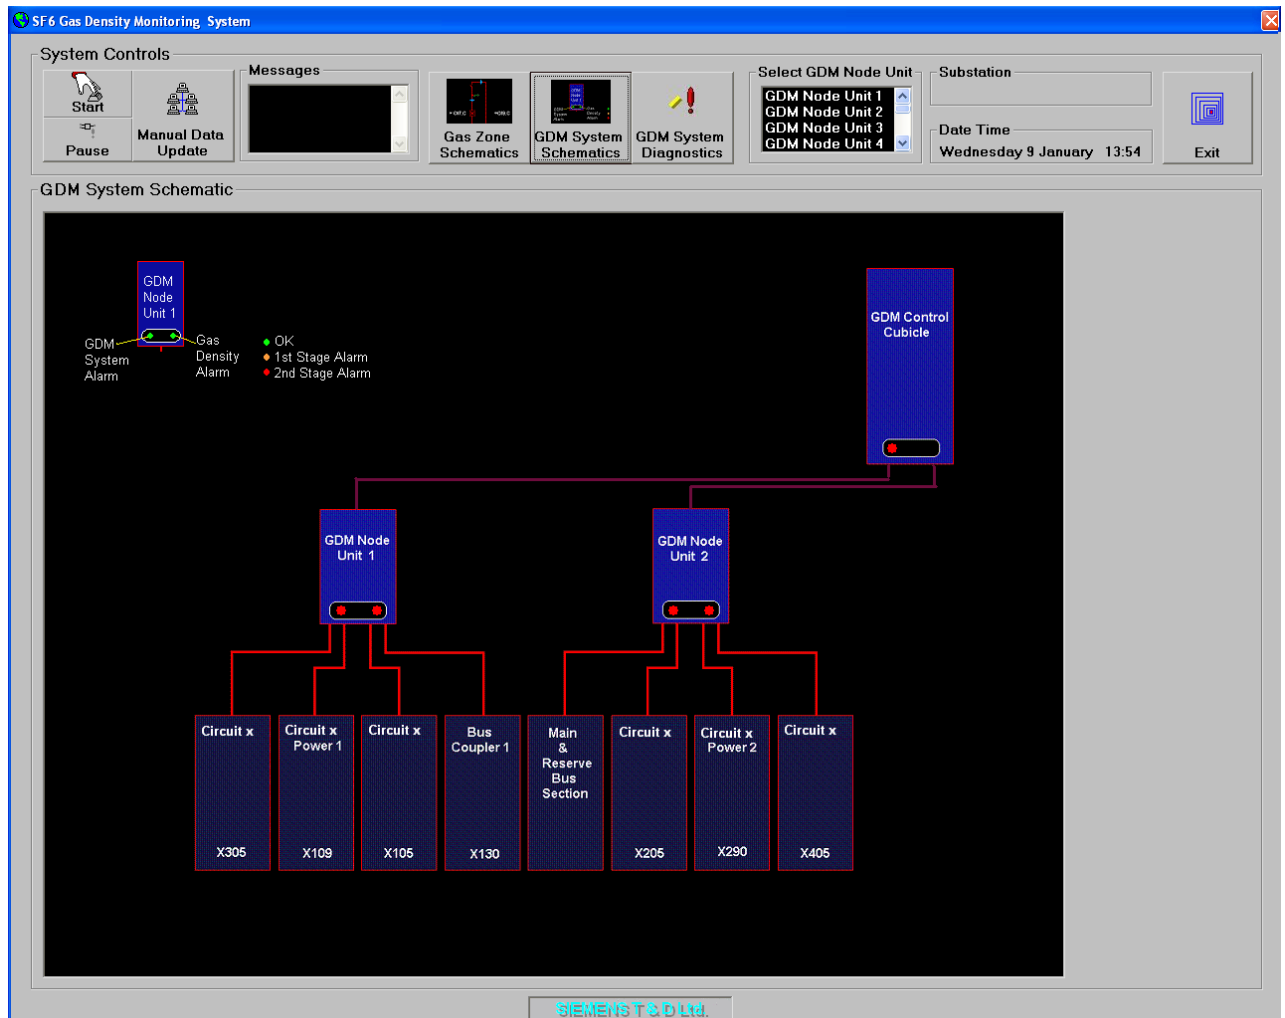 SF6 Gas Density Monitoring System
System Controls
Start
Pause
Manual Data
Update
Messages
Gas Zone
Schematics
GDM System
Schematics
GDM System
Diagnostics
Select GDM Node Unit
GDM Node Unit 1
GDM Node Unit 2
GDM Node Unit 3
GDM Node Unit 4
Substation
Date Time
Wednesday 9 January 13:54
Exit
GDM System Schematic
GDM
Node
Unit 1
GDM
System
Alarm
Gas
Density
Alarm
OK
1st Stage Alarm
2nd Stage Alarm
GDM Control
Cubicle
GDM Node
Unit 1
GDM Node
Unit 2
Circuit x
X305
Circuit x
Power 1
X109
Circuit x
X105
Bus
Coupler 1
X130
Main
&
Reserve
Bus
Section
Circuit x
X205
Circuit x
Power 2
X290
Circuit x
X405
SIEMENS T & D Ltd.